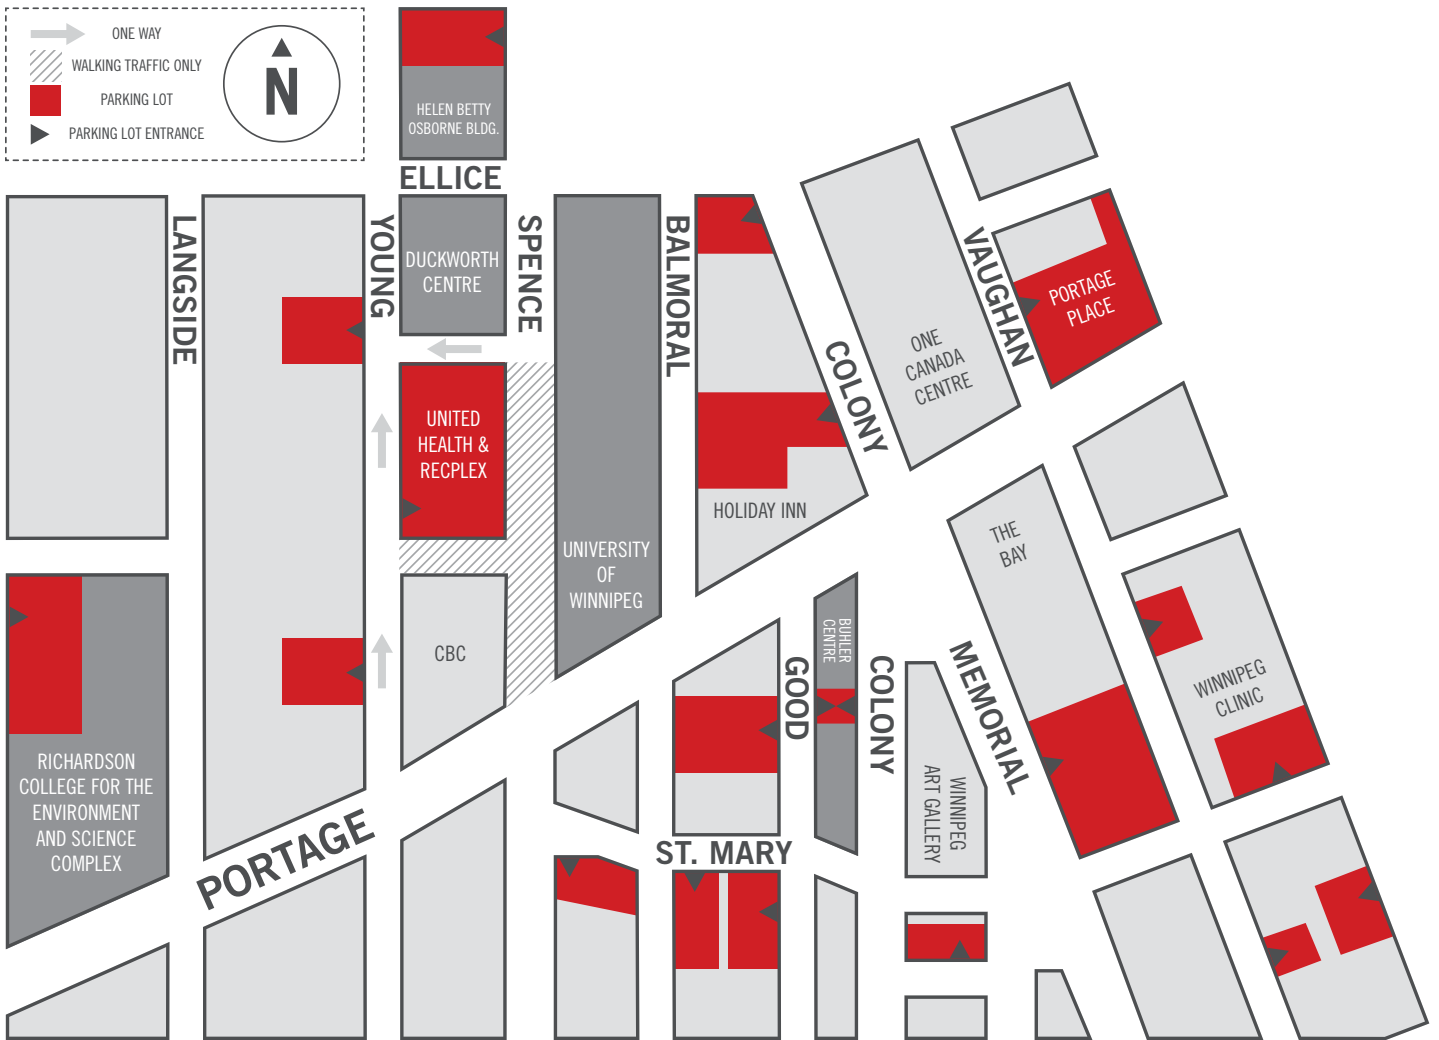 ONE WAY
WALKING TRAFFIC ONLY
PARKING LOT
PARKING LOT ENTRANCE
N
HELEN BETTY
OSBORNE BLDG.
ELLICE
LANGSIDE
YOUNG
DUCKWORTH
CENTRE
SPENCE
BALMORAL
COLONY
ONE
CANADA
CENTRE
VAUGHAN
PORTAGE
PLACE
UNITED
HEALTH &
RECPLEX
UNIVERSITY
OF
WINNIPEG
HOLIDAY INN
THE
BAY
CBC
GOOD
BUHLER
CENTRE
COLONY
MEMORIAL
WINNIPEG
CLINIC
WINNIPEG
ART GALLERY
RICHARDSON
COLLEGE FOR THE
ENVIRONMENT
AND SCIENCE
COMPLEX
PORTAGE
ST. MARY